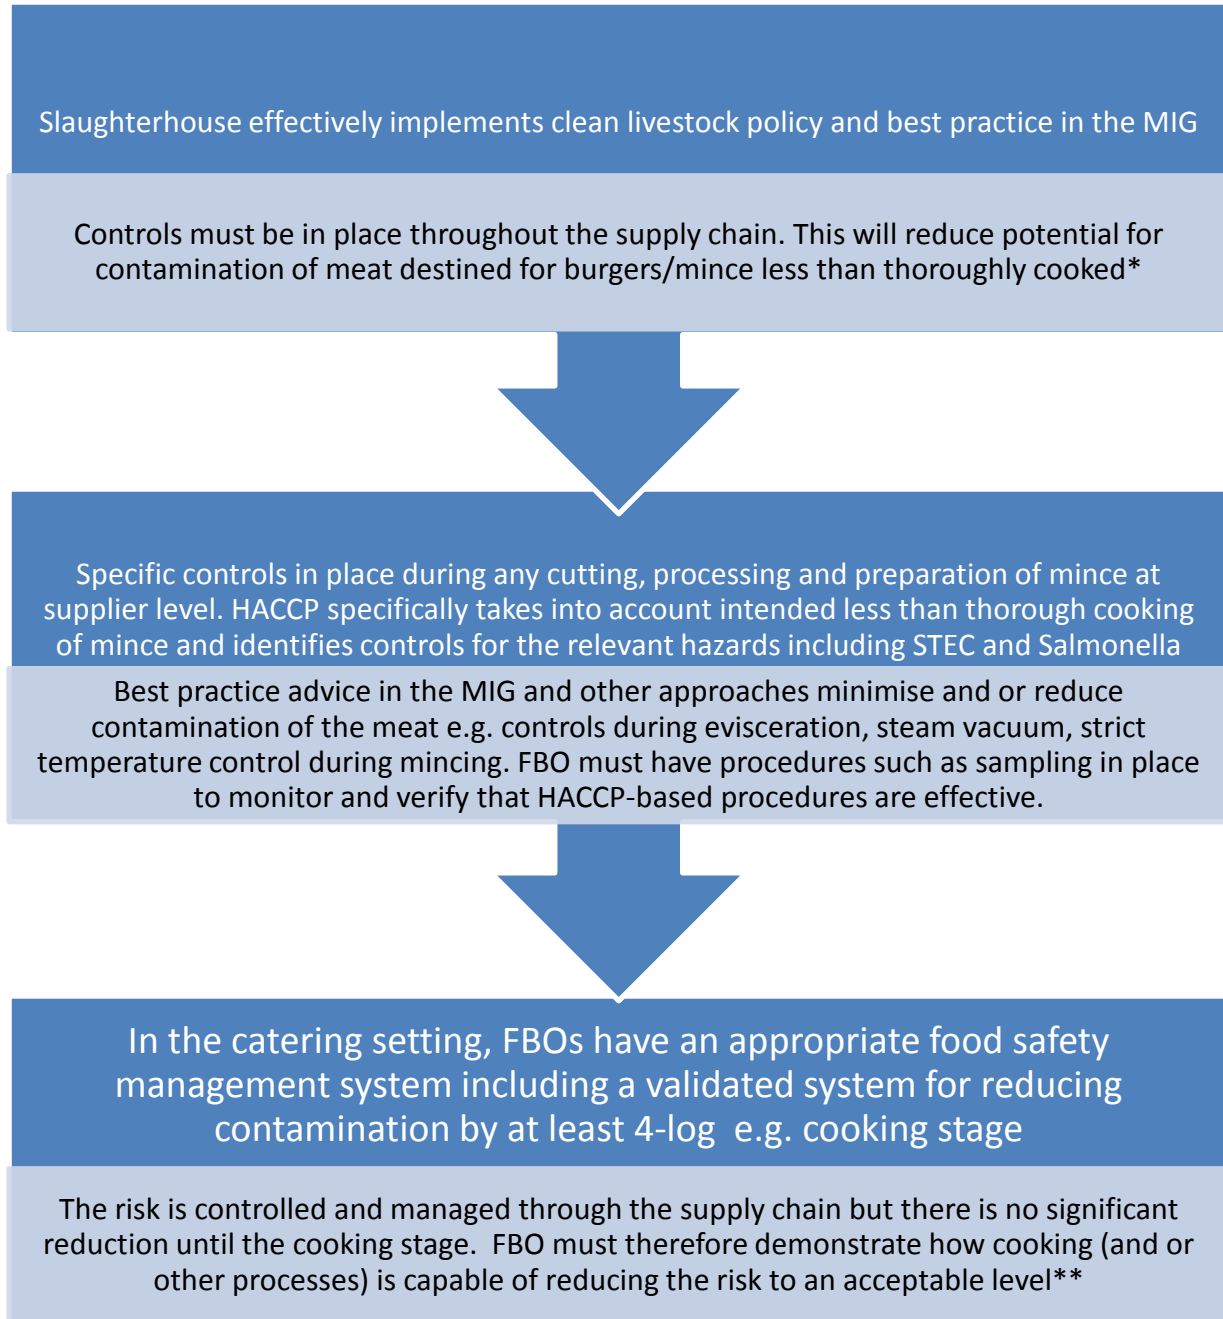 Slaughterhouse effectively implements clean livestock policy and best practice in the MIG
Controls must be in place throughout the supply chain. This will reduce potential for
contamination of meat destined for burgers/mince less than thoroughly cooked*
Specific controls in place during any cutting, processing and preparation of mince at
supplier level. HACCP specifically takes into account intended less than thorough cooking
of mince and identifies controls for the relevant hazards including STEC and Salmonella
Best practice advice in the MIG and other approaches minimise and or reduce
contamination of the meat e.g. controls during evisceration, steam vacuum, strict
temperature control during mincing. FBO must have procedures such as sampling in place
to monitor and verify that HACCP-based procedures are effective.
In the catering setting, FBOs have an appropriate food safety
management system including a validated system for reducing
contamination by at least 4-log  e.g. cooking stage
The risk is controlled and managed through the supply chain but there is no significant
reduction until the cooking stage.  FBO must therefore demonstrate how cooking (and or
other processes) is capable of reducing the risk to an acceptable level**